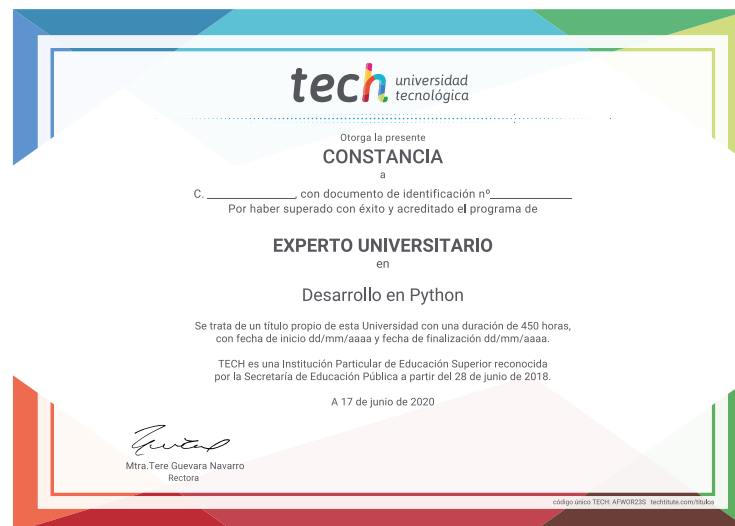 tech universidad
tecnológica
Otorga la presente
CONSTANCIA
a
C. ________________, con documento de identificación nº______________
Por haber superado con éxito y acreditado el programa de
EXPERTO UNIVERSITARIO
en
Desarrollo en Python
Se trata de un título propio de esta Universidad con una duración de 450 horas,
con fecha de inicio dd/mm/aaaa y fecha de finalización dd/mm/aaaa.
TECH es una Institución Particular de Educación Superior reconocida
por la Secretaría de Educación Pública a partir del 28 de junio de 2018.
A 17 de junio de 2020
Mtra.Tere Guevara Navarro
Rectora
código único TECH: AFWOR23S techtitute.com/titulos